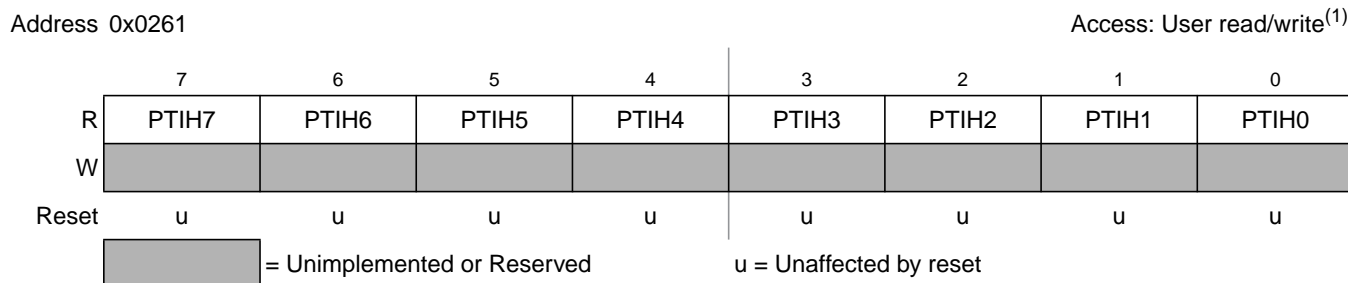 Address 0x0261 Access: User read/write(1)
7 6 5 4 3 2 1 0
R PTIH7 PTIH6 PTIH5 PTIH4 PTIH3 PTIH2 PTIH1 PTIH0
W
Reset u u u u u u u u
= Unimplemented or Reserved u = Unaffected by reset